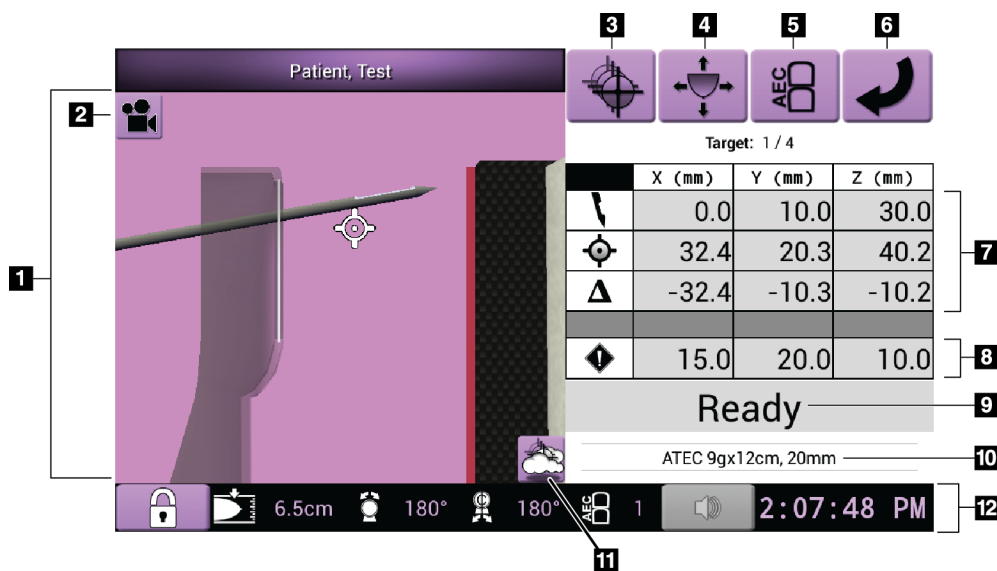 3 4 5 6
Patient, Test
AEC
1
2
Target: 1 / 4
X (mm) Y (mm) Z (mm)
0.0 10.0 30.0
32.4 20.3 40.2
Δ -32.4 -10.3 -10.2
7
! 15.0 20.0 10.0
8
Ready
9
ATEC 9gx12cm, 20mm
10
6.5cm 180° C 180° AEC 1 2:07:48 PM
12
11